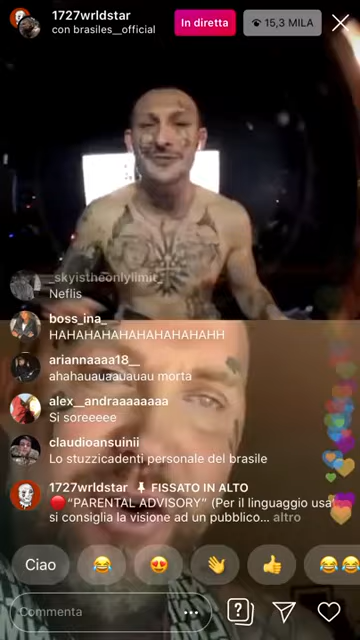 1727wrldstar
con brasiles__official
In diretta
15,3 MILA
_skyistheonlylimit_
Neflis
boss_ina_
HAHAHAHAHAHAHAHAHAHH
ariannaaaa18__
ahahauauaauauau morta
alex__andraaaaaaaa
Si soreeeee
claudioansuinii
Lo stuzzicadenti personale del brasile
1727wrldstar FISSATO IN ALTO
"PARENTAL ADVISORY" (Per il linguaggio usa
si consiglia la visione ad un pubblico... altro
Ciao
Commenta